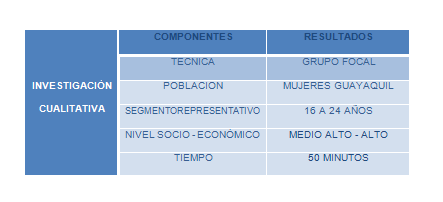 COMPONENTES RESULTADOS
TECNICA GRUPO FOCAL
INVESTIGACIÓN CUALITATIVA
POBLACION MUJERES GUAYAQUIL
SEGMENTOREPRESENTATIVO 16 A 24 AÑOS
NIVEL SOCIO - ECONÓMICO MEDIO ALTO - ALTO
TIEMPO 50 MINUTOS